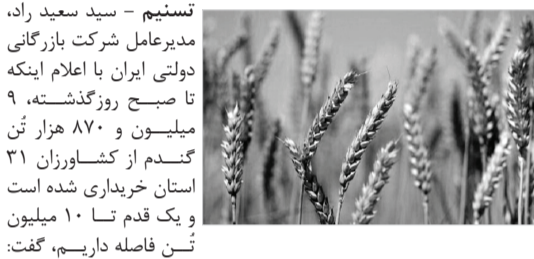 تسنیم - سید سعید راد،
مدیرعامل شرکت بازرگانی
دولتی ایران با اعلام اینکه
تا صبح روزگذشته، ۹
میلیون و ۸۷۰ هزار تُن
گندم از کشاورزان ۳۱
استان خریداری شده است
و یک قدم تا ۱۰ میلیون
تُن فاصله داریم، گفت: